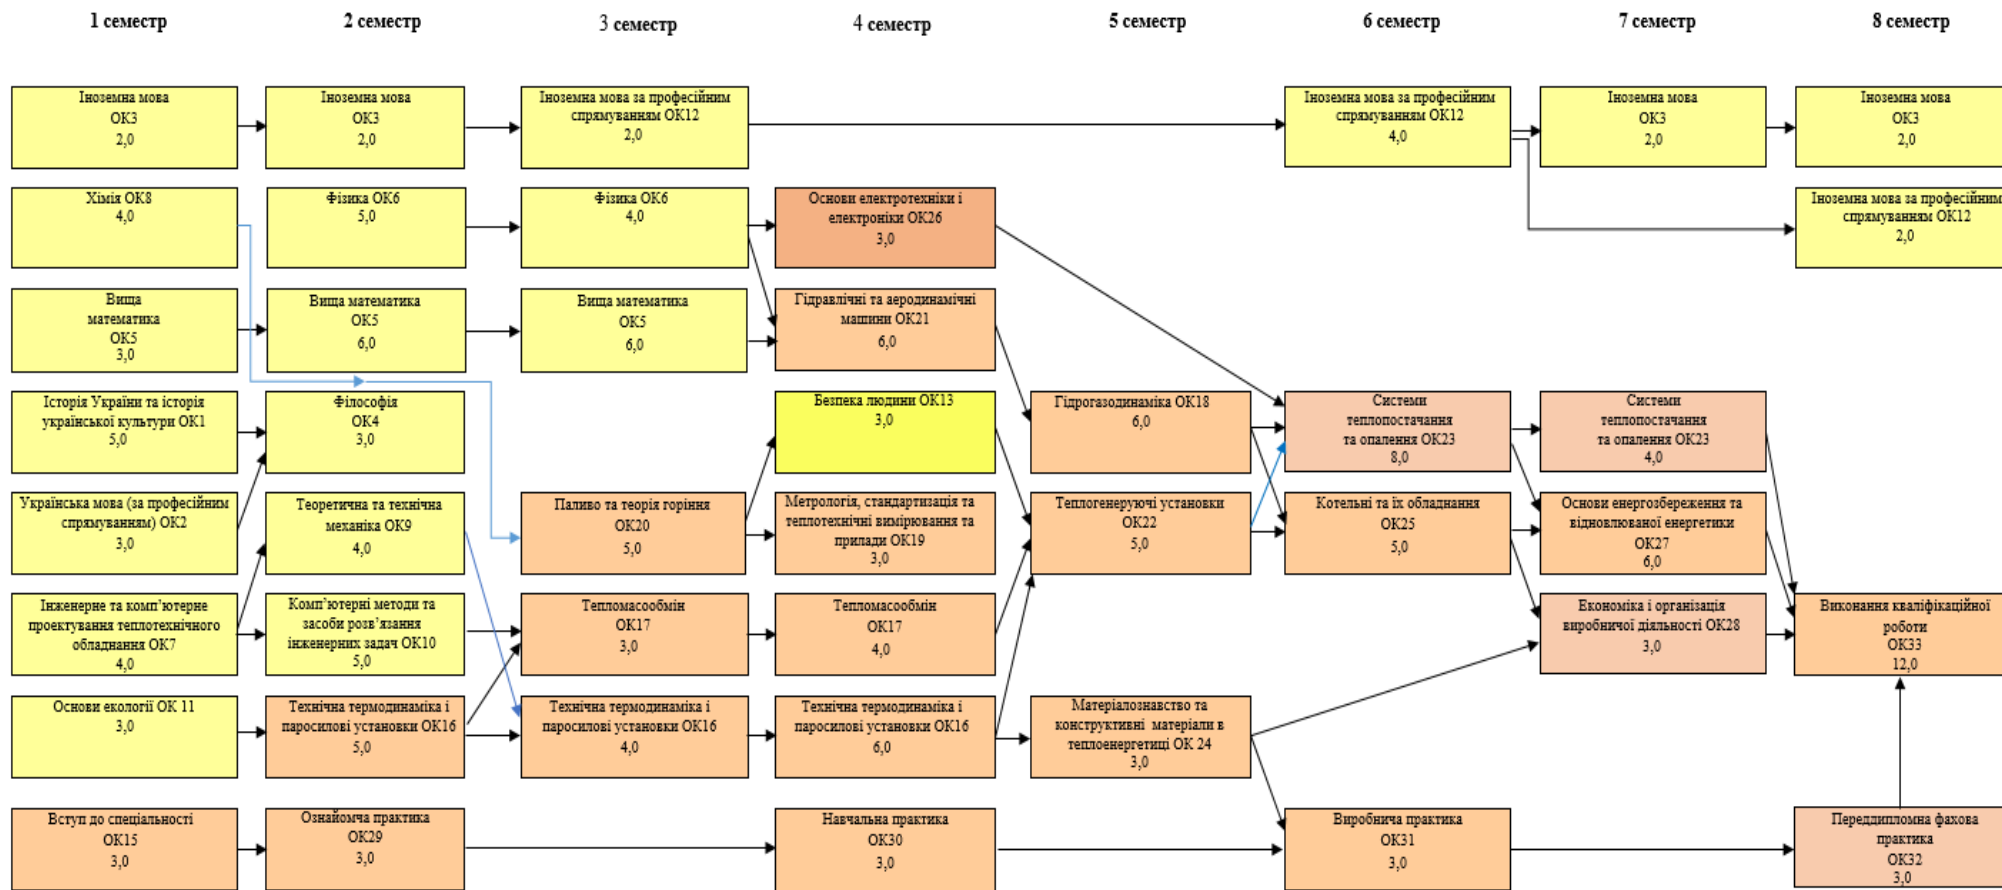 1 семестр
2 семестр
3 семестр
4 семестр
5 семестр
6 семестр
7 семестр
8 семестр
Іноземна мова
ОК3
2,0
Іноземна мова
ОК3
2,0
Іноземна мова за професійним
спрямуванням ОК12
2,0
Іноземна мова за професійним
спрямуванням ОК12
4,0
Іноземна мова
ОК3
2,0
Іноземна мова
ОК3
2,0
Хімія ОК8
4,0
Фізика ОК6
5,0
Фізика ОК6
4,0
Основи електротехніки і
електроніки ОК26
3,0
Іноземна мова за професійним
спрямуванням ОК12
2,0
Вища
математика
ОК5
3,0
Вища математика
ОК5
6,0
Вища математика
ОК5
6,0
Гідравлічні та аеродинамічні
машини ОК21
6,0
Історія України та історія
української культури ОК1
5,0
Філософія
ОК4
3,0
Безпека людини ОК13
3,0
Гідрогазодинаміка ОК18
6,0
Системи
теплопостачання
та опалення ОК23
8,0
Системи
теплопостачання
та опалення ОК23
4,0
Українська мова (за професійним
спрямуванням) ОК2
3,0
Теоретична та технічна
механіка ОК9
4,0
Паливо та теорія горіння
ОК20
5,0
Метрологія, стандартизація та
теплотехнічні вимірювання та
прилади ОК19
3,0
Теплогенеруючі установки
ОК22
5,0
Котельні та їх обладнання
ОК25
5,0
Основи енергозбереження та
відновлюваної енергетики
ОК27
6,0
Інженерне та комп’ютерне
проектування теплотехнічного
обладнання ОК7
4,0
Комп’ютерні методи та
засоби розв’язання
інженерних задач ОК10
5,0
Тепломасообмін
ОК17
3,0
Тепломасообмін
ОК17
4,0
Економіка і організація
виробничої діяльності ОК28
3,0
Виконання кваліфікаційної
роботи
ОК33
12,0
Основи екології ОК 11
3,0
Технічна термодинаміка і
паросилові установки ОК16
5,0
Технічна термодинаміка і
паросилові установки ОК16
4,0
Технічна термодинаміка і
паросилові установки ОК16
6,0
Матеріалознавство та
конструктивні матеріали в
теплоенергетиці ОК 24
3,0
Вступ до спеціальності
ОК15
3,0
Ознайомча практика
ОК29
3,0
Навчальна практика
ОК30
3,0
Виробнича практика
ОК31
3,0
Переддипломна фахова
практика
ОК32
3,0